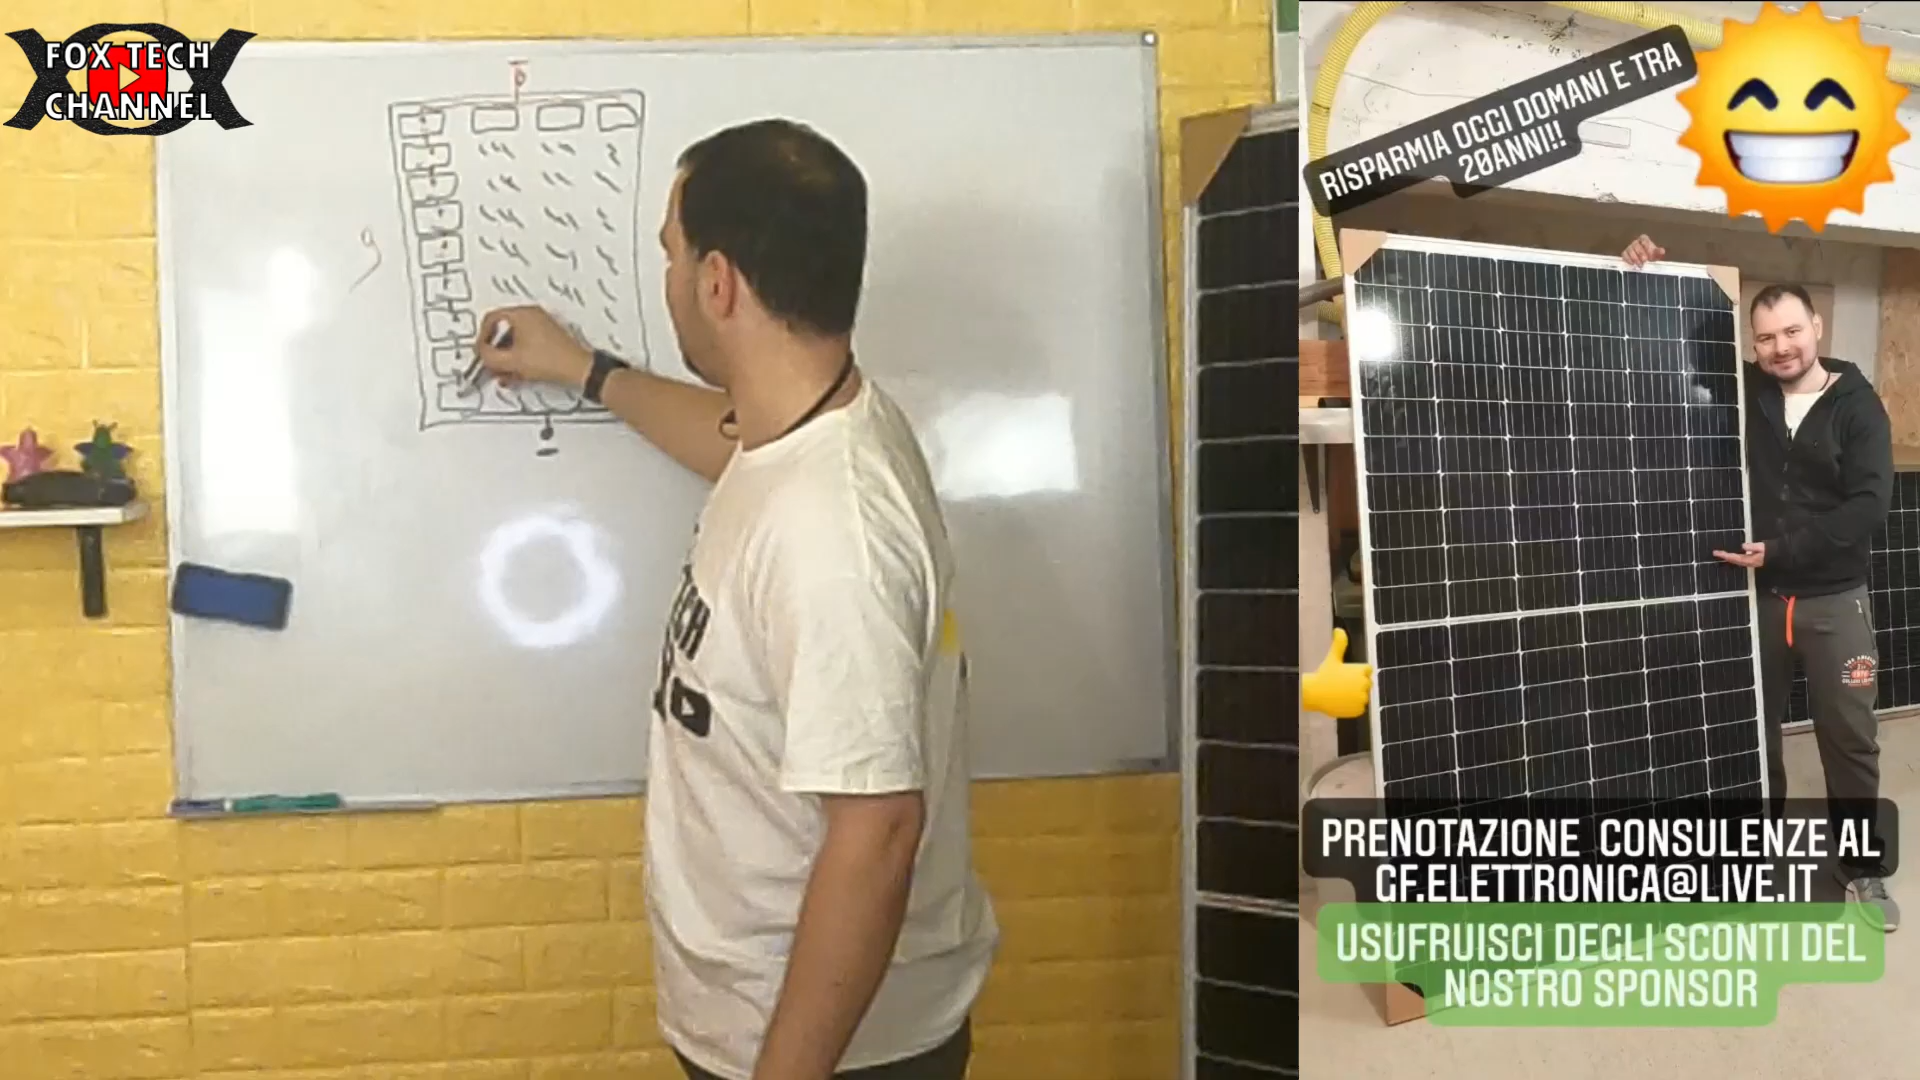 FOX TECH
CHANNEL
9
RISPARMIA OGGI DOMANI E TRA
20ANNI!!
PRENOTAZIONE CONSULENZE AL
GF.ELETTRONICA@LIVE.IT
USUFRUISCI DEGLI SCONTI DEL
NOSTRO SPONSOR